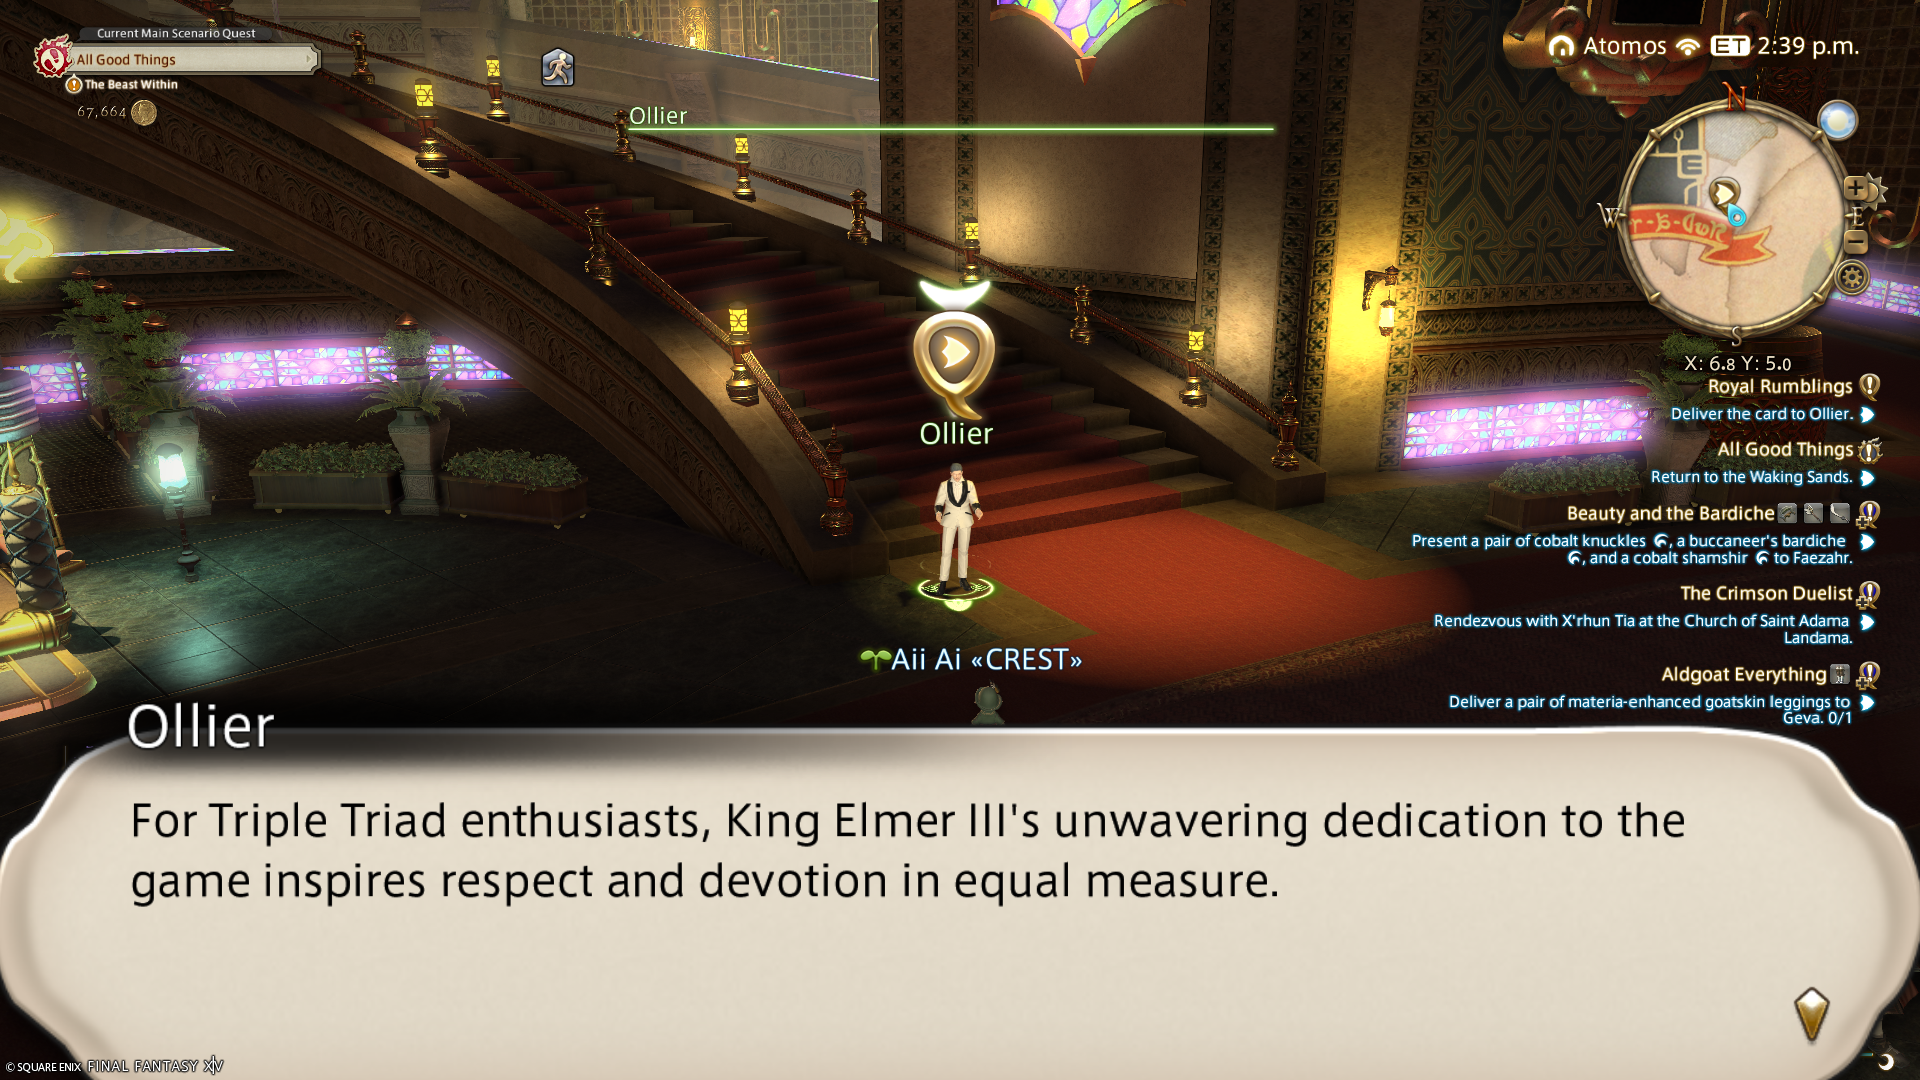 Current Main Scenario Quest
All Good Things
The Beast Within
67,664
Ollier
Atomos ET 2:39 p.m.
N
W
E
S
X: 6.8 Y: 5.0
Royal Rumblings
Deliver the card to Ollier.
All Good Things
Return to the Waking Sands.
Beauty and the Bardiche
Present a pair of cobalt knuckles, a buccaneer's bardiche
, and a cobalt shamshir to Faezahr.
The Crimson Duelist
Rendezvous with X'rhun Tia at the Church of Saint Adama
Landama.
Aldgoat Everything
Deliver a pair of materia-enhanced goatskin leggings to
Geva. 0/1
Ollier
Aii Ai «CREST»
Ollier
For Triple Triad enthusiasts, King Elmer III's unwavering dedication to the
game inspires respect and devotion in equal measure.
© SQUARE ENIX FINAL FANTASY XIV